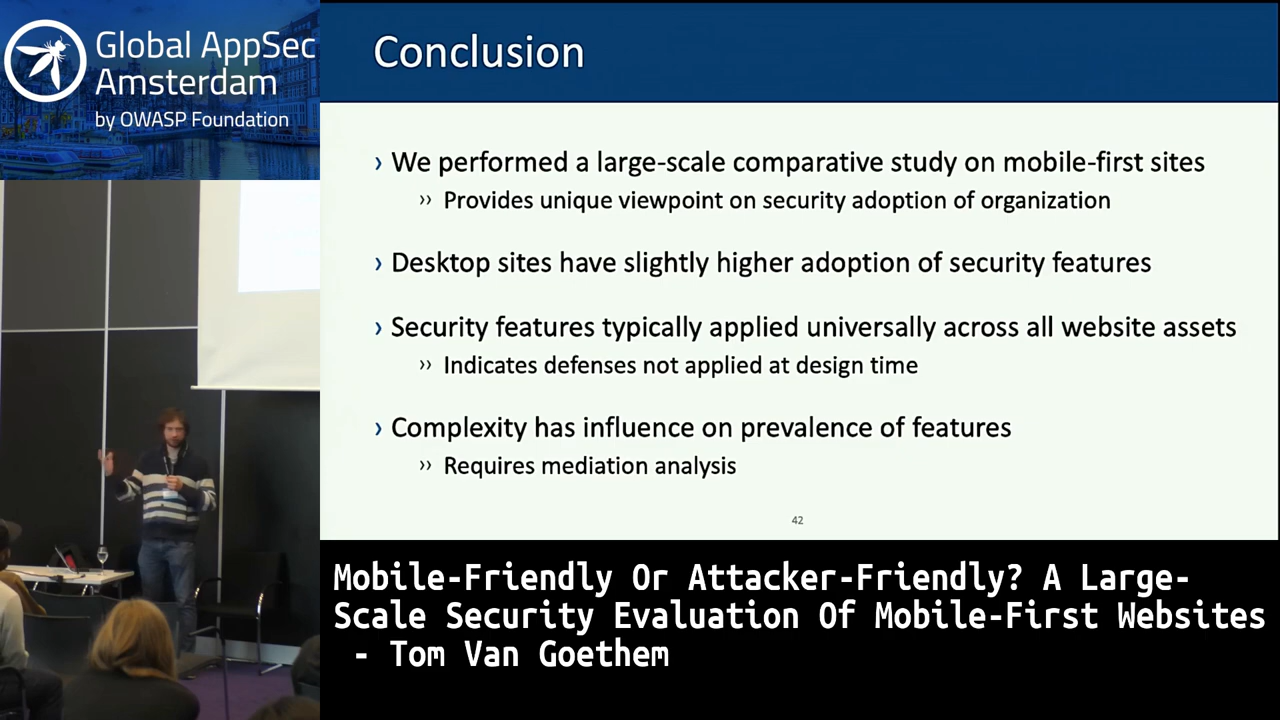 Global AppSec
Amsterdam
by OWASP Foundation
Conclusion
› We performed a large-scale comparative study on mobile-first sites
›› Provides unique viewpoint on security adoption of organization
› Desktop sites have slightly higher adoption of security features
› Security features typically applied universally across all website assets
›› Indicates defenses not applied at design time
› Complexity has influence on prevalence of features
›› Requires mediation analysis
42
Mobile-Friendly Or Attacker-Friendly? A Large-
Scale Security Evaluation Of Mobile-First Websites
- Tom Van Goethem